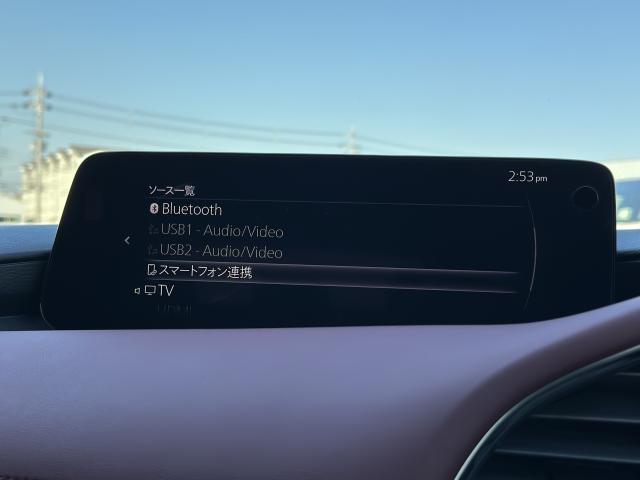 2:53pm
ソース一覧
Bluetooth
USB1 - Audio/Video
USB2 - Audio/Video
スマートフォン連携
TV
HDMI